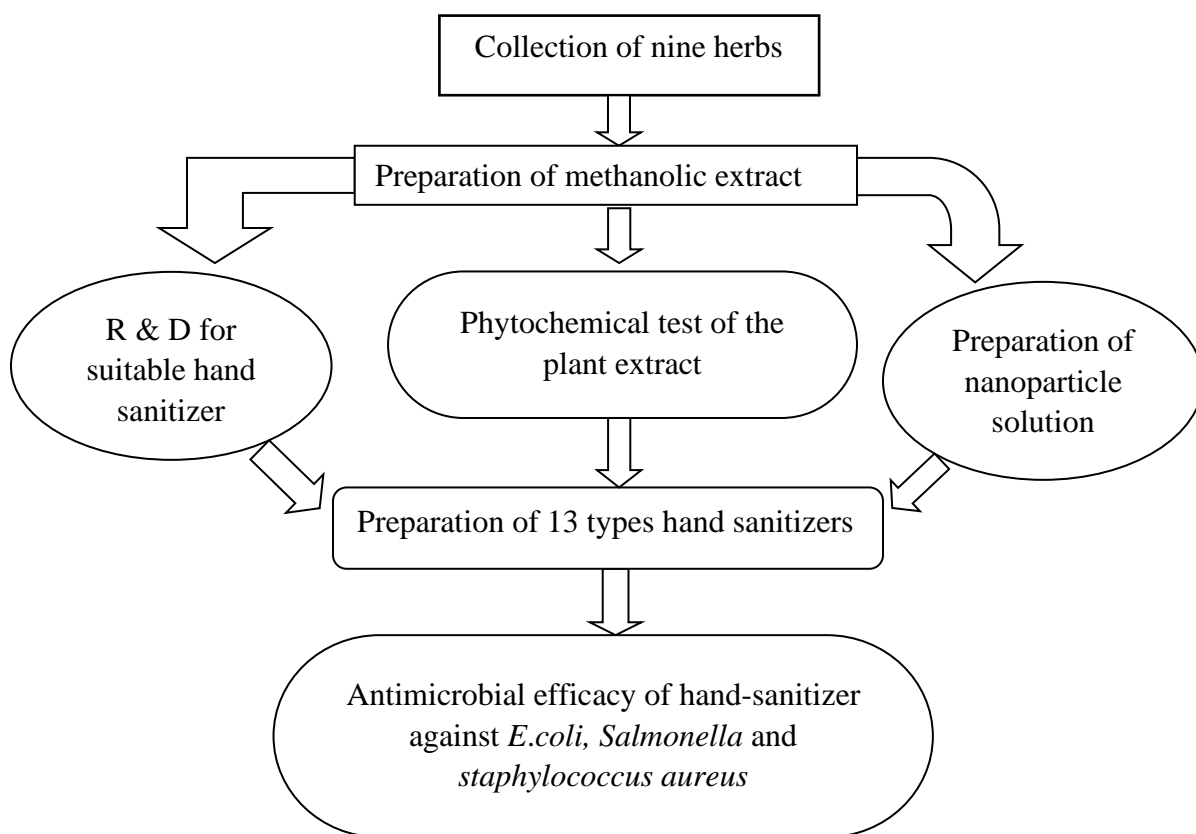 Collection of nine herbs
Preparation of methanolic extract
R & D for
suitable hand
sanitizer
Phytochemical test of the
plant extract
Preparation of
nanoparticle
solution
Preparation of 13 types hand sanitizers
Antimicrobial efficacy of hand-sanitizer
against E.coli, Salmonella and
staphylococcus aureus